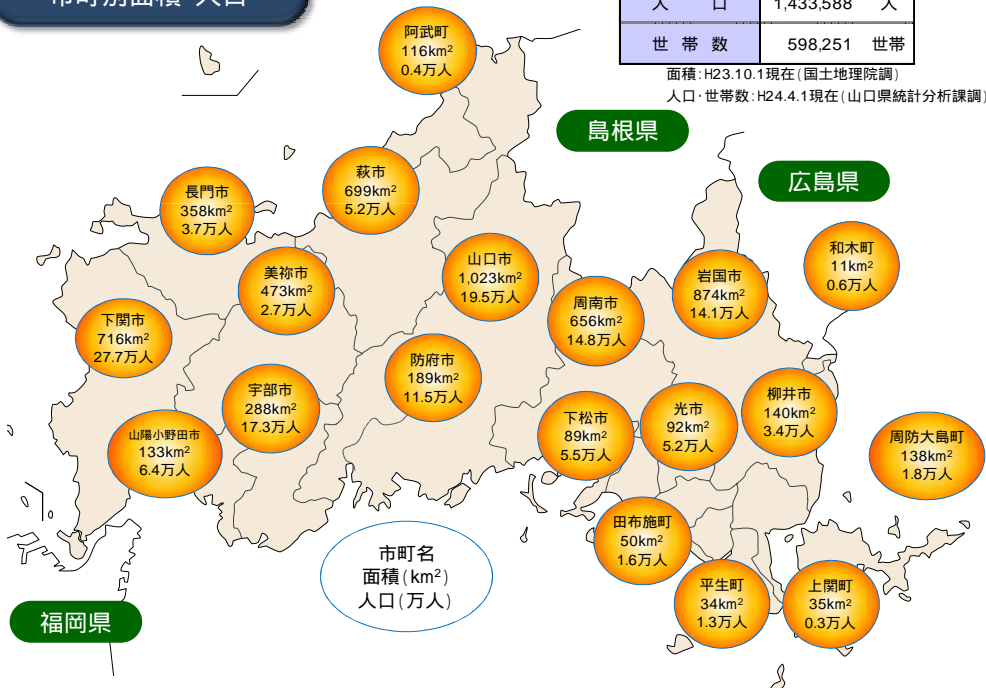 市町別面積・人口
人口 1,433,588 人
世帯数 598,251 世帯
面積:H23.10.1現在(国土地理院調)
人口・世帯数:H24.4.1現在(山口県統計分析課調)
阿武町
116km²
0.4万人
島根県
広島県
萩市
699km²
5.2万人
長門市
358km²
3.7万人
山口市
1,023km²
19.5万人
和木町
11km²
0.6万人
美祢市
473km²
2.7万人
岩国市
874km²
14.1万人
周南市
656km²
14.8万人
下関市
716km²
27.7万人
防府市
189km²
11.5万人
宇部市
288km²
17.3万人
柳井市
140km²
3.4万人
下松市
89km²
5.5万人
光市
92km²
5.2万人
山陽小野田市
133km²
6.4万人
周防大島町
138km²
1.8万人
田布施町
50km²
1.6万人
市町名
面積(km²)
人口(万人)
平生町
34km²
1.3万人
上関町
35km²
0.3万人
福岡県